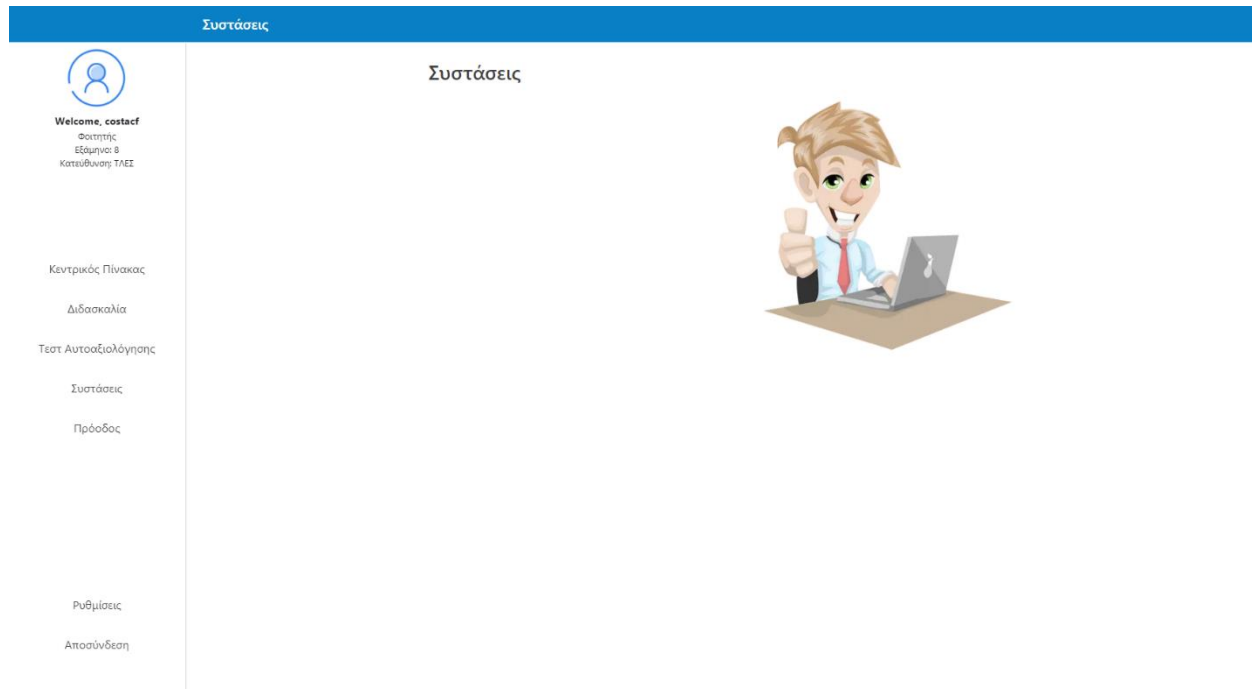 Συστάσεις
Welcome, costacf
Φοιτητής
Εξάμηνο: 8
Κατεύθυνση: ΤΛΕΣ
Κεντρικός Πίνακας
Διδασκαλία
Τεστ Αυτοαξιολόγησης
Συστάσεις
Πρόοδος
Ρυθμίσεις
Αποσύνδεση
Συστάσεις